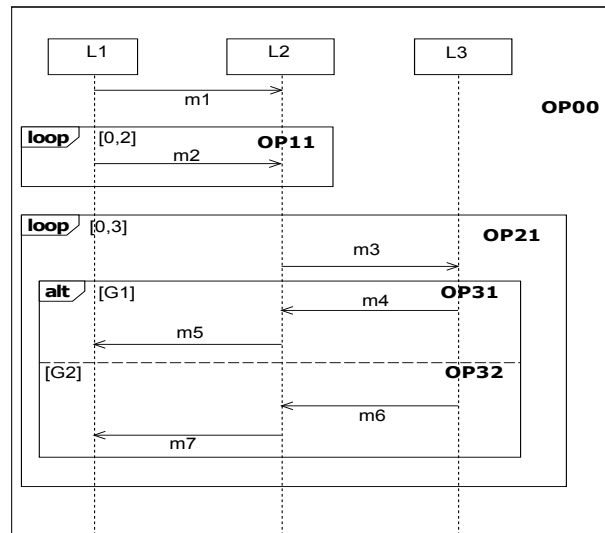 L1 L2 L3
m1
OP00
loop [0,2] OP11
m2
loop [0,3]
OP21
m3
alt [G1] OP31
m4
m5
[G2] OP32
m6
m7